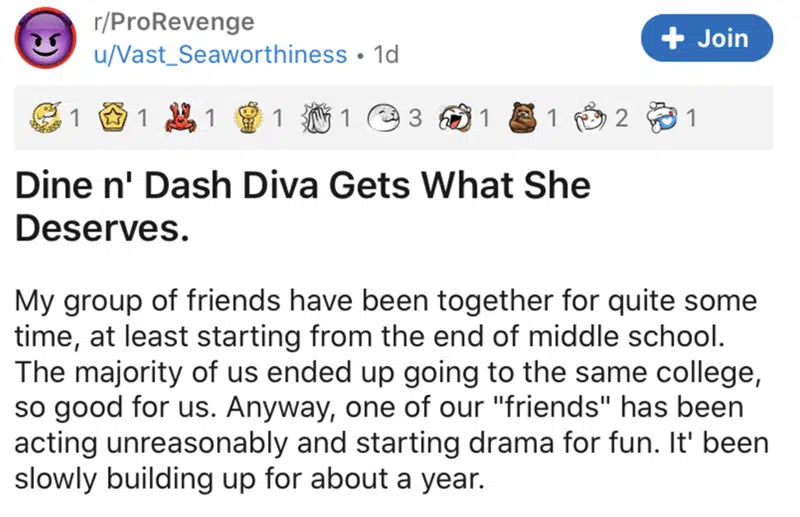 r/ProRevenge
u/Vast_Seaworthiness • 1d
+ Join
1 1 1 1 1 3 1 1 2 1
Dine n' Dash Diva Gets What She
Deserves.
My group of friends have been together for quite some
time, at least starting from the end of middle school.
The majority of us ended up going to the same college,
so good for us. Anyway, one of our "friends" has been
acting unreasonably and starting drama for fun. It' been
slowly building up for about a year.